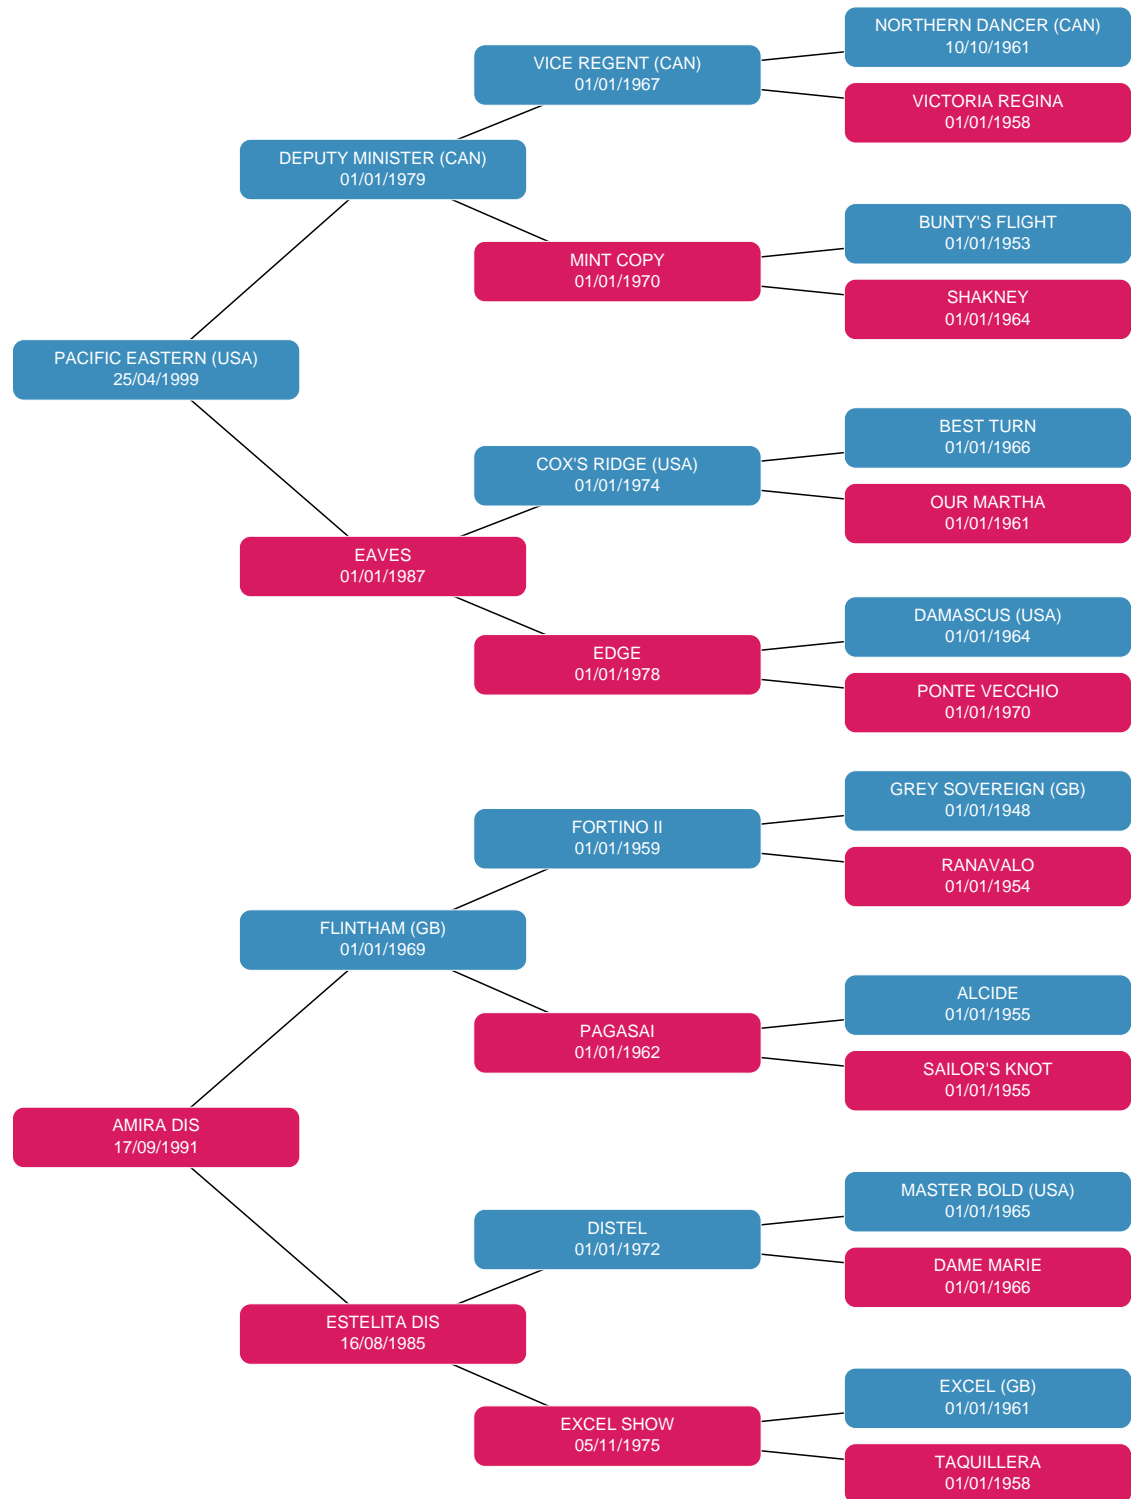 NORTHERN DANCER (CAN)
10/10/1961
VICE REGENT (CAN)
01/01/1967
VICTORIA REGINA
01/01/1958
DEPUTY MINISTER (CAN)
01/01/1979
BUNTY'S FLIGHT
01/01/1953
MINT COPY
01/01/1970
SHAKNEY
01/01/1964
PACIFIC EASTERN (USA)
25/04/1999
BEST TURN
01/01/1966
COX'S RIDGE (USA)
01/01/1974
OUR MARTHA
01/01/1961
EAVES
01/01/1987
DAMASCUS (USA)
01/01/1964
EDGE
01/01/1978
PONTE VECCHIO
01/01/1970
GREY SOVEREIGN (GB)
01/01/1948
FORTINO II
01/01/1959
RANAVALO
01/01/1954
FLINTHAM (GB)
01/01/1969
ALCIDE
01/01/1955
PAGASAI
01/01/1962
SAILOR'S KNOT
01/01/1955
AMIRA DIS
17/09/1991
MASTER BOLD (USA)
01/01/1965
DISTEL
01/01/1972
DAME MARIE
01/01/1966
ESTELITA DIS
16/08/1985
EXCEL (GB)
01/01/1961
EXCEL SHOW
05/11/1975
TAQUILLERA
01/01/1958